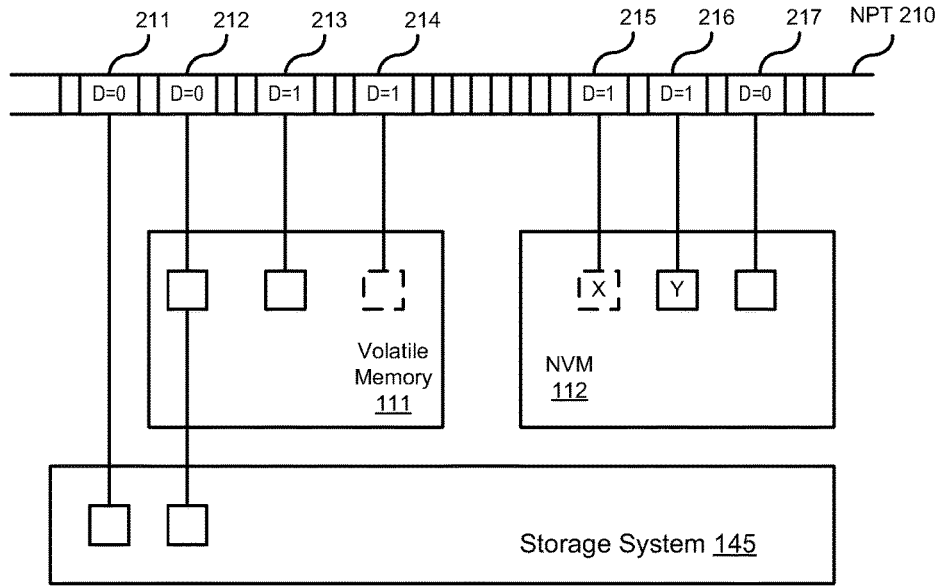 211 212 213 214 215 216 217 NPT 210
D=0 D=0 D=1 D=1 D=1 D=1 D=0
X Y
Volatile
Memory
111
NVM
112
Storage System 145